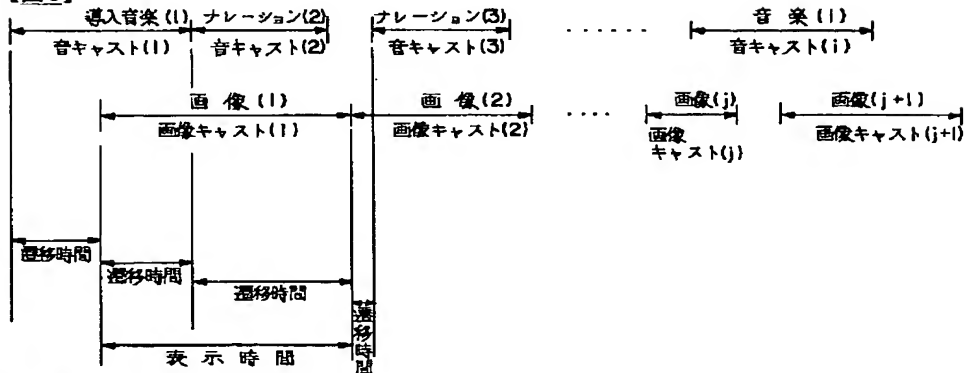 導入音楽(1) ナレーション(2) ナレーション(3) 音楽(i)
音キャスト(1) 音キャスト(2) 音キャスト(3) ...... 音キャスト(i)
画像(1) 画像(2) 画像(j) 画像(j+1)
画像キャスト(1) 画像キャスト(2) .... 画像キャスト(j) 画像キャスト(j+1)
遷移時間
遷移時間
遷移時間
遷移時間
表示時間